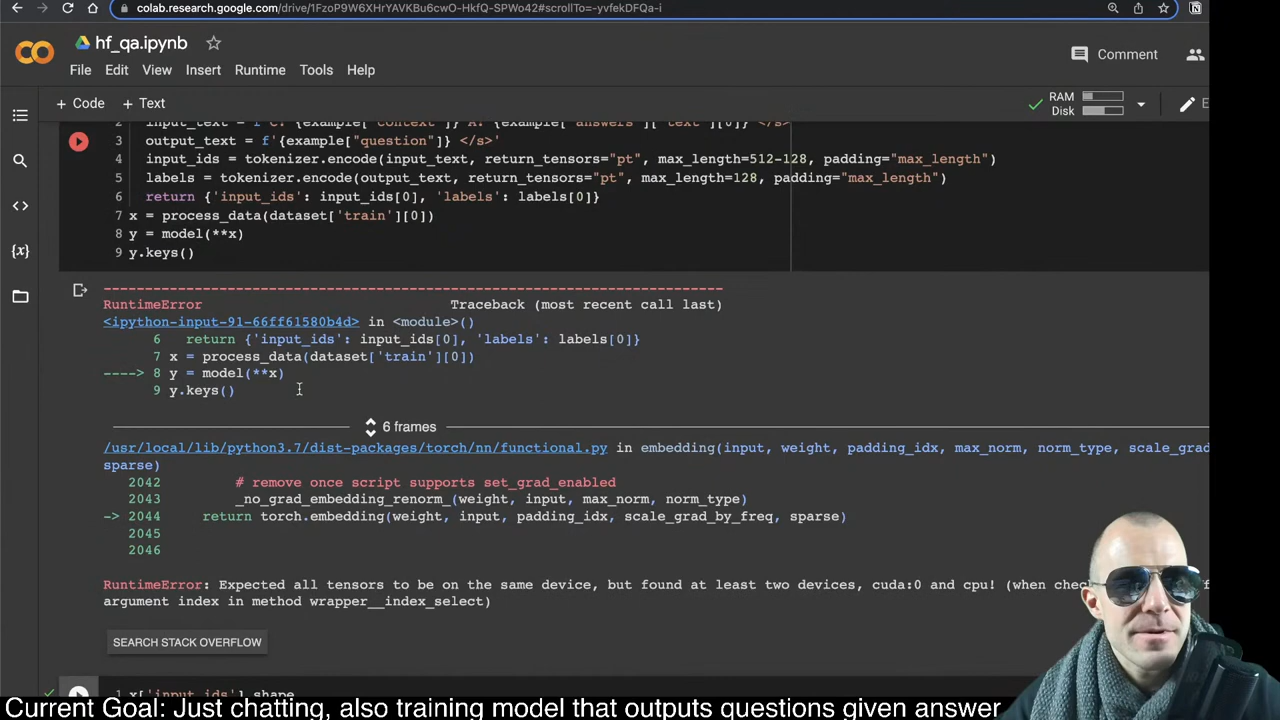 colab.research.google.com/drive/1FzoP9W6XHrYAVKBu6cwO-HkfQ-SPWo42#scrollTo=-yvfekDFQa-i
hf_qa.ipynb
Comment
File Edit View Insert Runtime Tools Help
+ Code + Text
RAM
Disk
2 input_text = f'C: {example["context"]} A: {example["answers"]["text"][0]} </s>'
3 output_text = f'{example["question"]} </s>'
4 input_ids = tokenizer.encode(input_text, return_tensors="pt", max_length=512-128, padding="max_length")
5 labels = tokenizer.encode(output_text, return_tensors="pt", max_length=128, padding="max_length")
6 return {'input_ids': input_ids[0], 'labels': labels[0]}
7 x = process_data(dataset['train'][0])
8 y = model(**x)
9 y.keys()
---------------------------------------------------------------------------
RuntimeError Traceback (most recent call last)
<ipython-input-91-66ff61580b4d> in <module>()
6 return {'input_ids': input_ids[0], 'labels': labels[0]}
7 x = process_data(dataset['train'][0])
----> 8 y = model(**x)
9 y.keys()
6 frames
/usr/local/lib/python3.7/dist-packages/torch/nn/functional.py in embedding(input, weight, padding_idx, max_norm, norm_type, scale_grad
sparse)
2042 # remove once script supports set_grad_enabled
2043 _no_grad_embedding_renorm_(weight, input, max_norm, norm_type)
-> 2044 return torch.embedding(weight, input, padding_idx, scale_grad_by_freq, sparse)
2045
2046
RuntimeError: Expected all tensors to be on the same device, but found at least two devices, cuda:0 and cpu! (when chec
argument index in method wrapper__index_select)
SEARCH STACK OVERFLOW
1 x['input_ids'].shape
Current Goal: Just chatting, also training model that outputs questions given answer